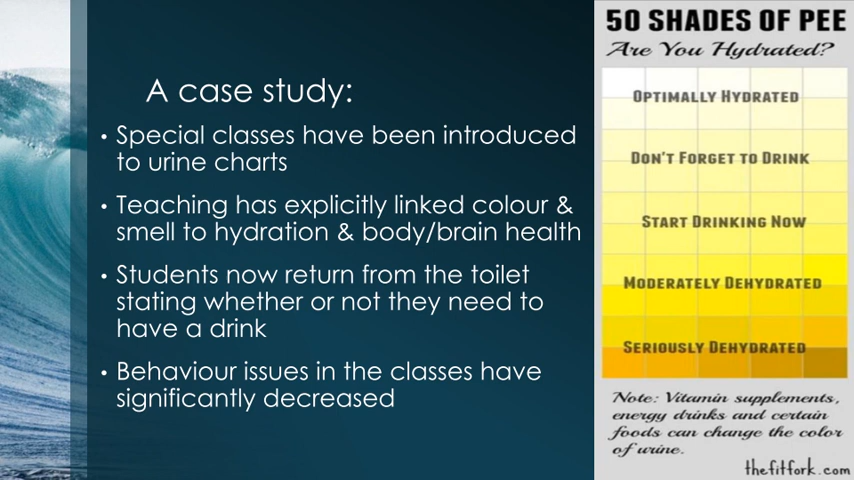 A case study:
• Special classes have been introduced
to urine charts
• Teaching has explicitly linked colour &
smell to hydration & body/brain health
• Students now return from the toilet
stating whether or not they need to
have a drink
• Behaviour issues in the classes have
significantly decreased
50 SHADES OF PEE
Are You Hydrated?
OPTIMALLY HYDRATED
DON'T FORGET TO DRINK
START DRINKING NOW
MODERATELY DEHYDRATED
SERIOUSLY DEHYDRATED
Note: Vitamin supplements,
energy drinks and certain
foods can change the color
of urine.
thefitfork.com